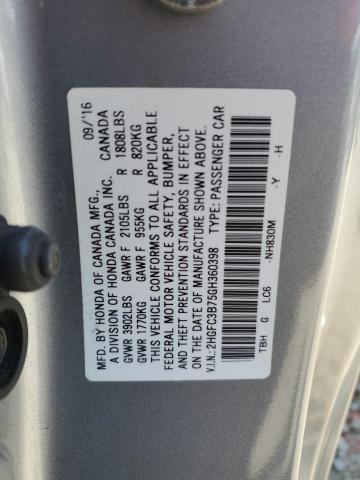 MFD. BY HONDA OF CANADA MFG., 09/'16
A DIVISION OF HONDA CANADA INC. CANADA
GVWR 3902LBS GAWR F 2105LBS R 1808LBS
GVWR 1770KG GAWR F 955KG R 820KG
THIS VEHICLE CONFORMS TO ALL APPLICABLE
FEDERAL MOTOR VEHICLE SAFETY, BUMPER,
AND THEFT PREVENTION STANDARDS IN EFFECT
ON THE DATE OF MANUFACTURE SHOWN ABOVE.
V.I.N.: 2HGFC3B75GH360398 TYPE: PASSENGER CAR
TBH G LC6 -NH830M -Y -H